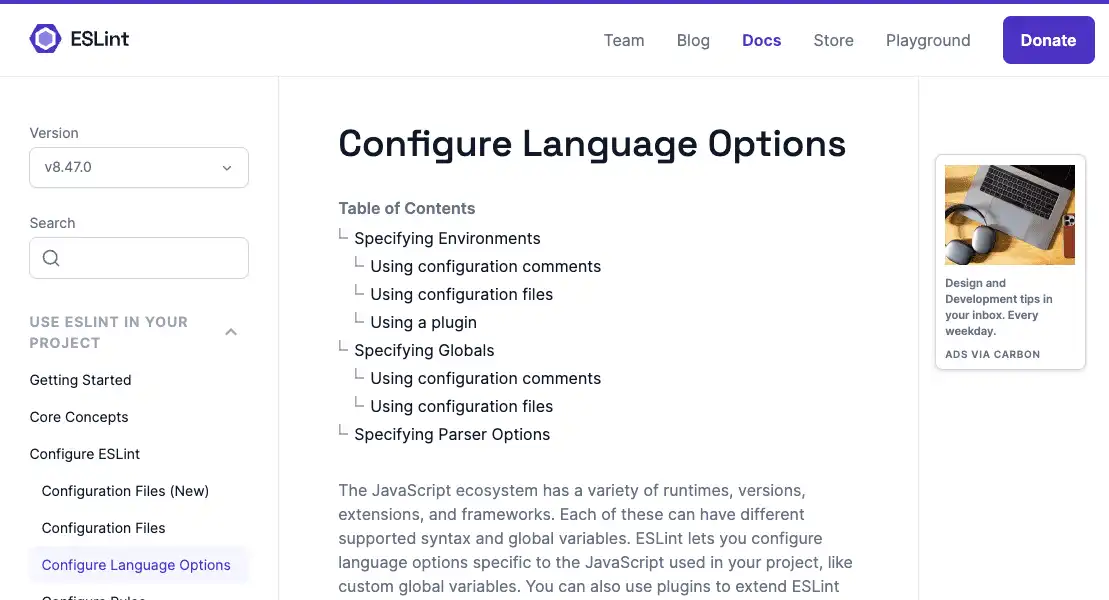 ESLint
Team
Blog
Docs
Store
Playground
Donate
Version
v8.47.0
Search
USE ESLINT IN YOUR
PROJECT
Getting Started
Core Concepts
Configure ESLint
Configuration Files (New)
Configuration Files
Configure Language Options
Configure Rules
Configure Language Options
Table of Contents
Specifying Environments
Using configuration comments
Using configuration files
Using a plugin
Specifying Globals
Using configuration comments
Using configuration files
Specifying Parser Options
The JavaScript ecosystem has a variety of runtimes, versions,
extensions, and frameworks. Each of these can have different
supported syntax and global variables. ESLint lets you configure
language options specific to the JavaScript used in your project, like
custom global variables. You can also use plugins to extend ESLint
Design and
Development tips in
your inbox. Every
weekday.
ADS VIA CARBON